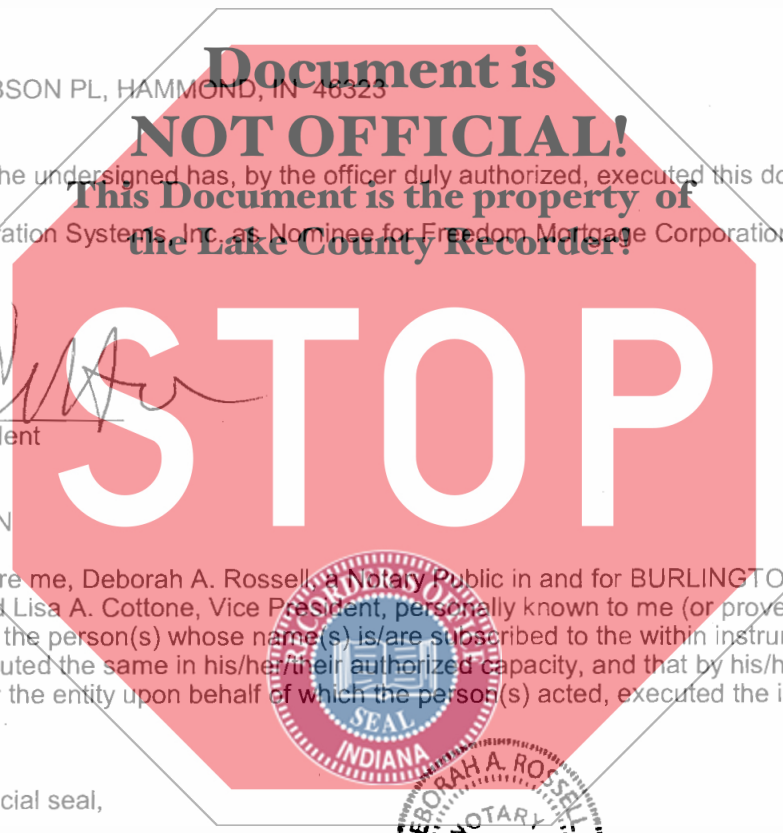 Document is
BSON PL, HAMMOND, IN 46323
NOT OFFICIAL!
he undersigned has, by the officer duly authorized, executed this do
This Document is the property of
ation Systems, Inc. as Nominee for Freedom Mortgage Corporation
the Lake County Recorder!
STOP
dent
N
re me, Deborah A. Rossell, a Notary Public in and for BURLINGTO
d Lisa A. Cottone, Vice President, personally known to me (or prove
the person(s) whose name(s) is/are subscribed to the within instrum
uted the same in his/her/their authorized capacity, and that by his/h
the entity upon behalf of which the person(s) acted, executed the i
RECORDER'S OFFICE
SEAL
INDIANA
cial seal,
DEBORAH A. ROSSELL
NOTARY